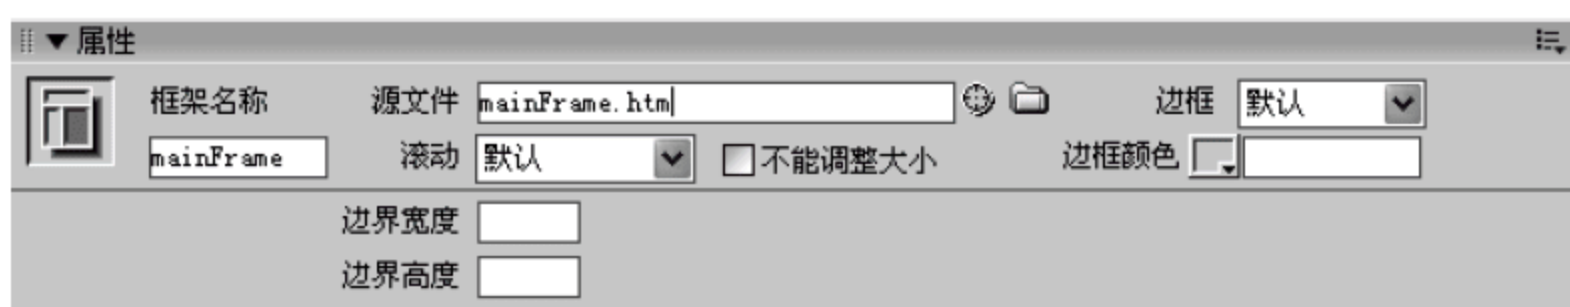 属性
框架名称 源文件 mainFrame.htm 边框 默认
mainFrame 滚动 默认 不能调整大小 边框颜色
边界宽度
边界高度